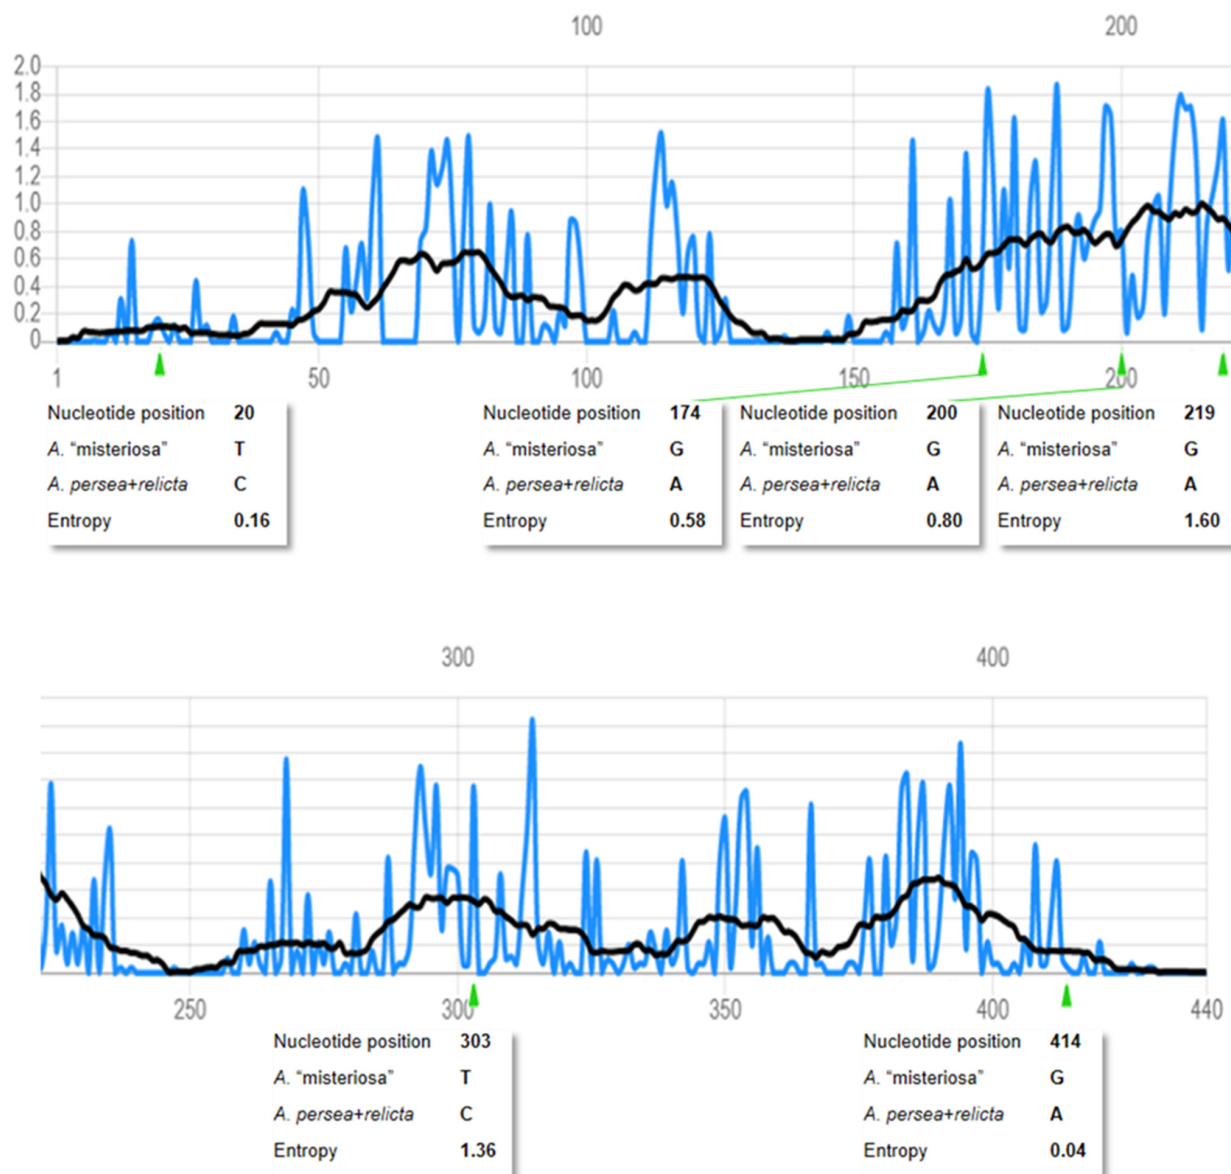 100 200
2.0
1.8
1.6
1.4
1.2
1.0
0.8
0.6
0.4
0.2
0
1 50 100 150 200
Nucleotide position 20
A. “misteriosa” T
A. persea+relicta C
Entropy 0.16
Nucleotide position 174
A. “misteriosa” G
A. persea+relicta A
Entropy 0.58
Nucleotide position 200
A. “misteriosa” G
A. persea+relicta A
Entropy 0.80
Nucleotide position 219
A. “misteriosa” G
A. persea+relicta A
Entropy 1.60
300 400
250 300 350 400 440
Nucleotide position 303
A. “misteriosa” T
A. persea+relicta C
Entropy 1.36
Nucleotide position 414
A. “misteriosa” G
A. persea+relicta A
Entropy 0.04